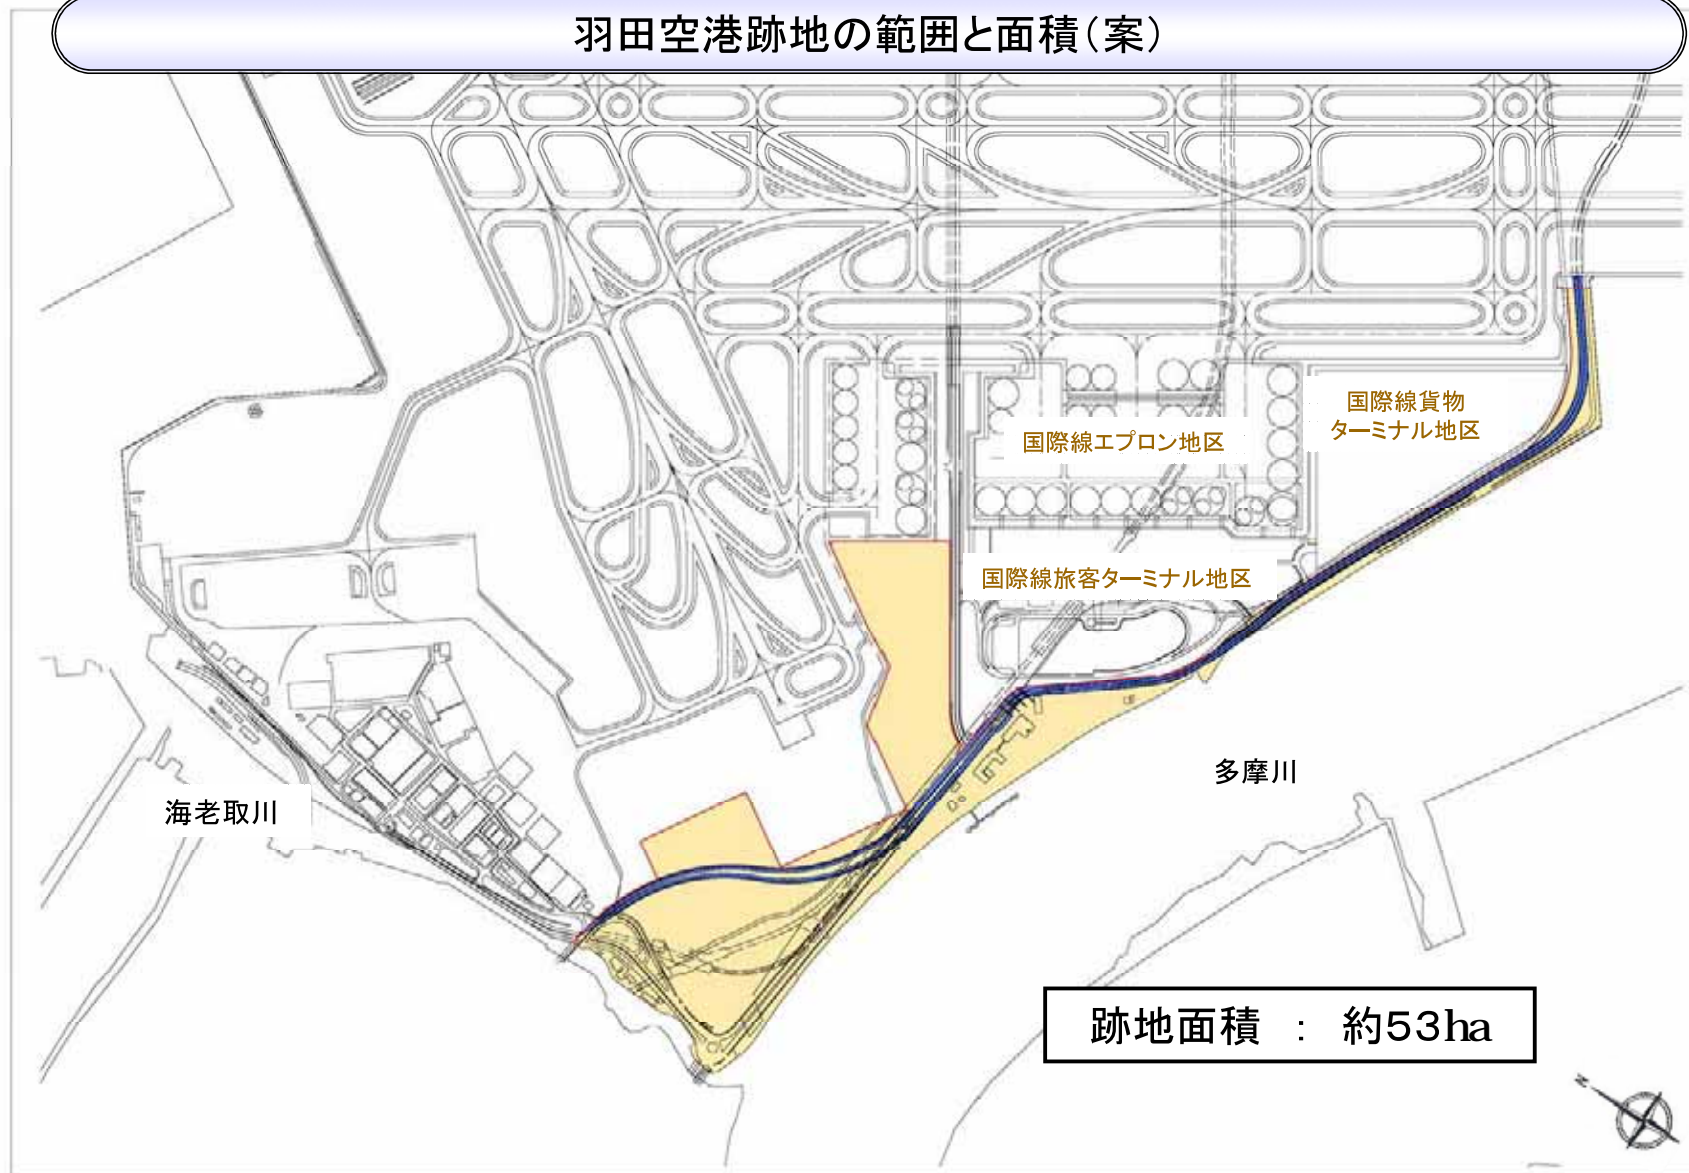 羽田空港跡地の範囲と面積(案)
国際線貨物
ターミナル地区
国際線エプロン地区
国際線旅客ターミナル地区
多摩川
海老取川
跡地面積 : 約53ha
N